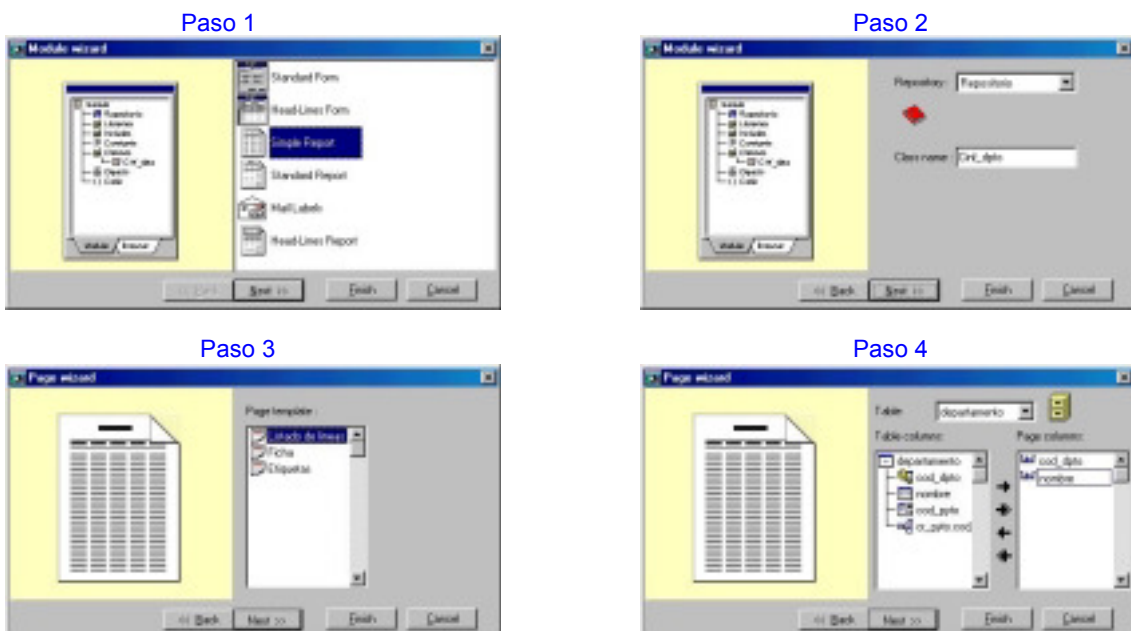 Paso 1
Module wizard
Standard Form
Head-Lines Form
Simple Report
Standard Report
Mail Labels
Head-Lines Report
<< Back
Next >>
Finish
Cancel
Paso 2
Module wizard
Repository:
Repositorio
Class name:
<< Back
Next >>
Finish
Cancel
Paso 3
Page wizard
Page template :
Listado de líneas
Ficha
Etiquetas
<< Back
Next >>
Finish
Cancel
Paso 4
Page wizard
Table:
departamento
Table columns:
departamento
cod_dpto
nombre
cod_ppto
Page columns:
cod_dpto
nombre
<< Back
Next >>
Finish
Cancel